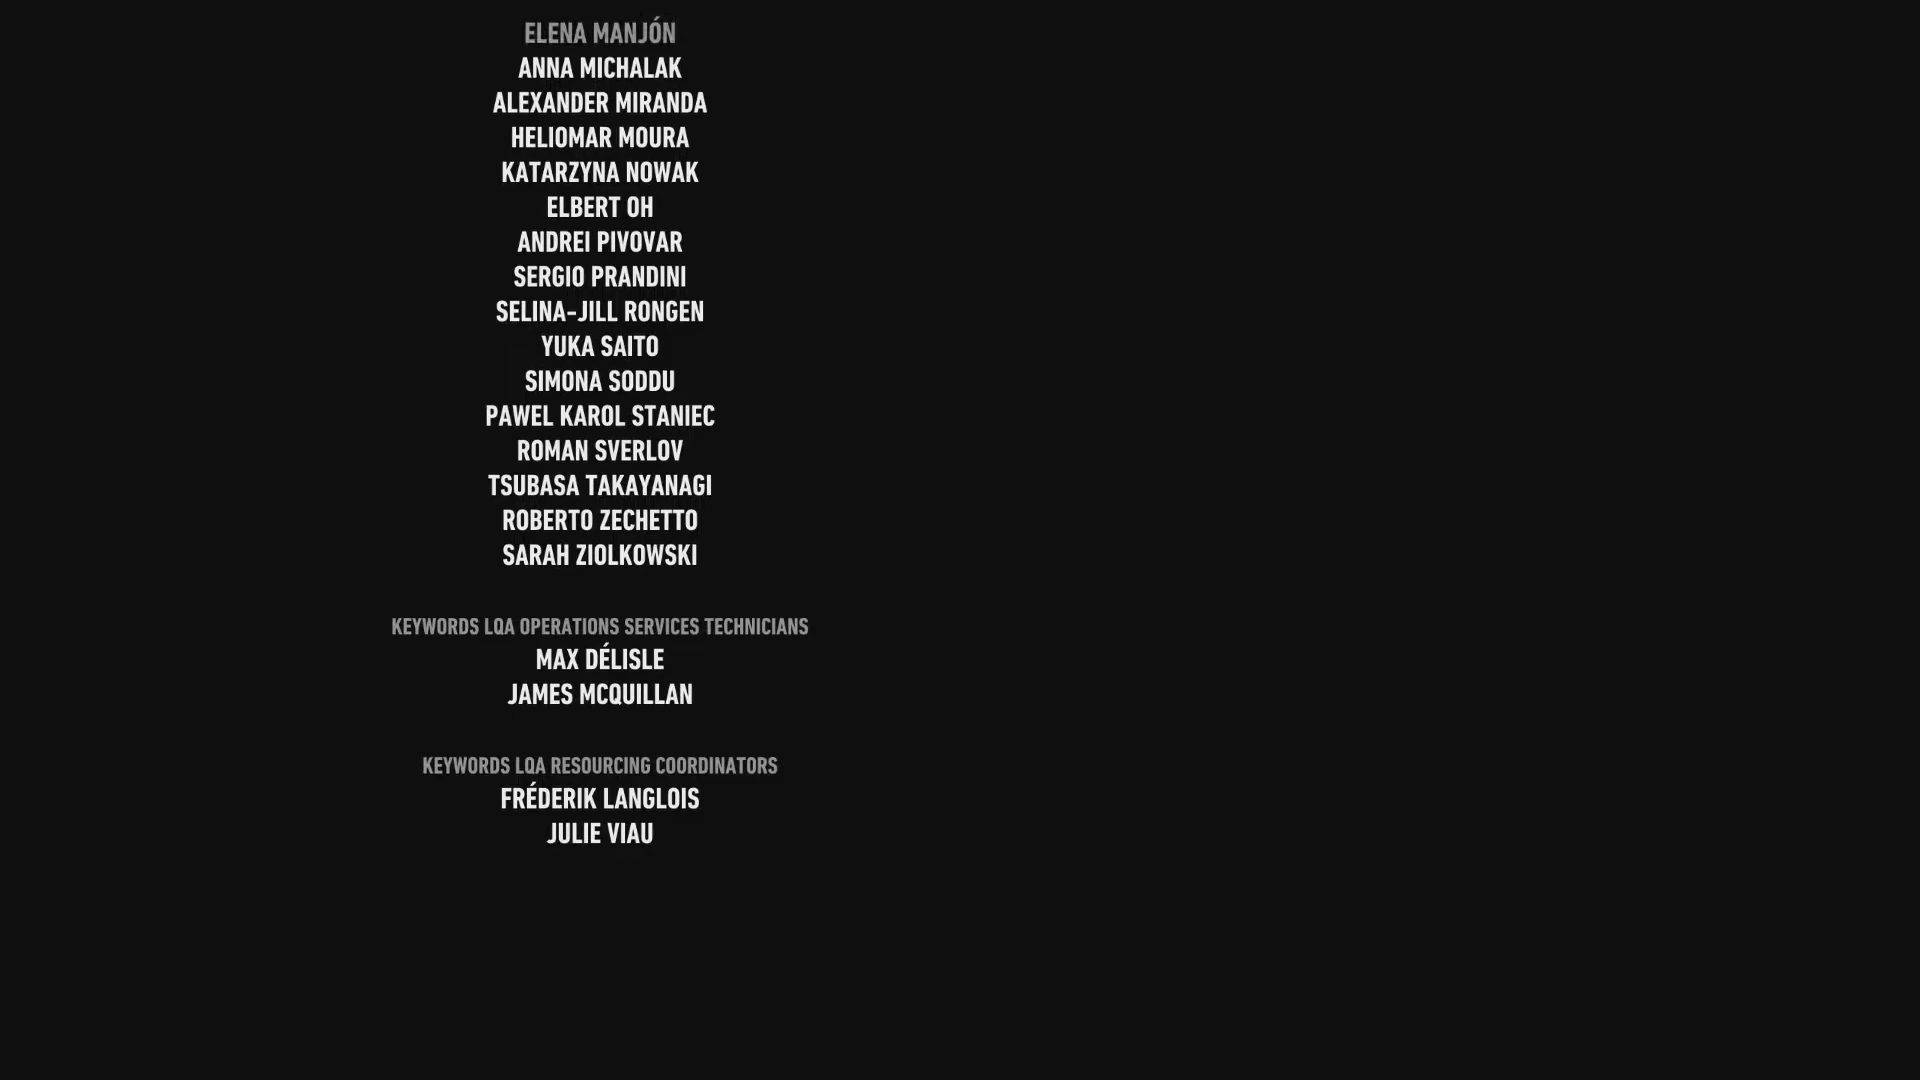 ELENA MANJÓN
ANNA MICHALAK
ALEXANDER MIRANDA
HELIOMAR MOURA
KATARZYNA NOWAK
ELBERT OH
ANDREI PIVOVAR
SERGIO PRANDINI
SELINA-JILL RONGEN
YUKA SAITO
SIMONA SODDU
PAWEL KAROL STANIEC
ROMAN SVERLOV
TSUBASA TAKAYANAGI
ROBERTO ZECHETTO
SARAH ZIOLKOWSKI
KEYWORDS LQA OPERATIONS SERVICES TECHNICIANS
MAX DÉLISLE
JAMES MCQUILLAN
KEYWORDS LQA RESOURCING COORDINATORS
FRÉDERIK LANGLOIS
JULIE VIAU